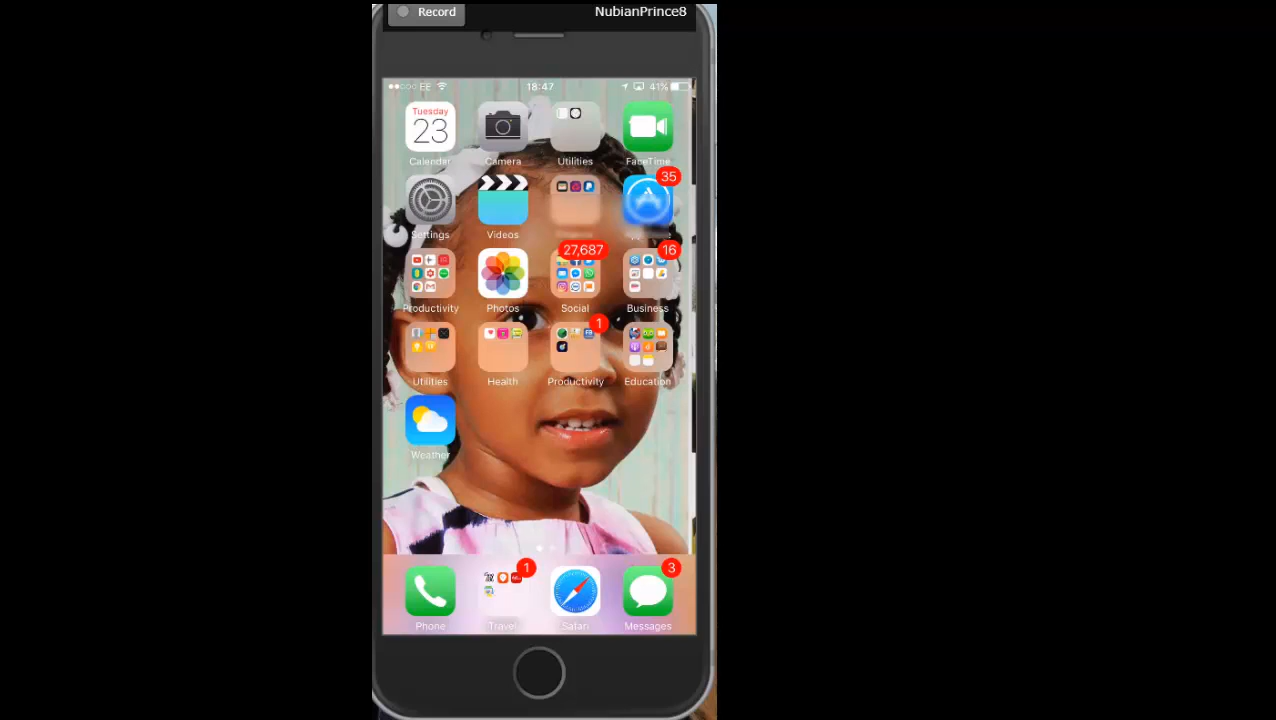 Record NubianPrince8
EE 18:47 41%
Tuesday
23
Calendar Camera Utilities FaceTime
35
Settings Videos
27,687 16
Productivity Photos Social Business
1
Utilities Health Productivity Education
Weather
1 3
Phone Travel Safari Messages